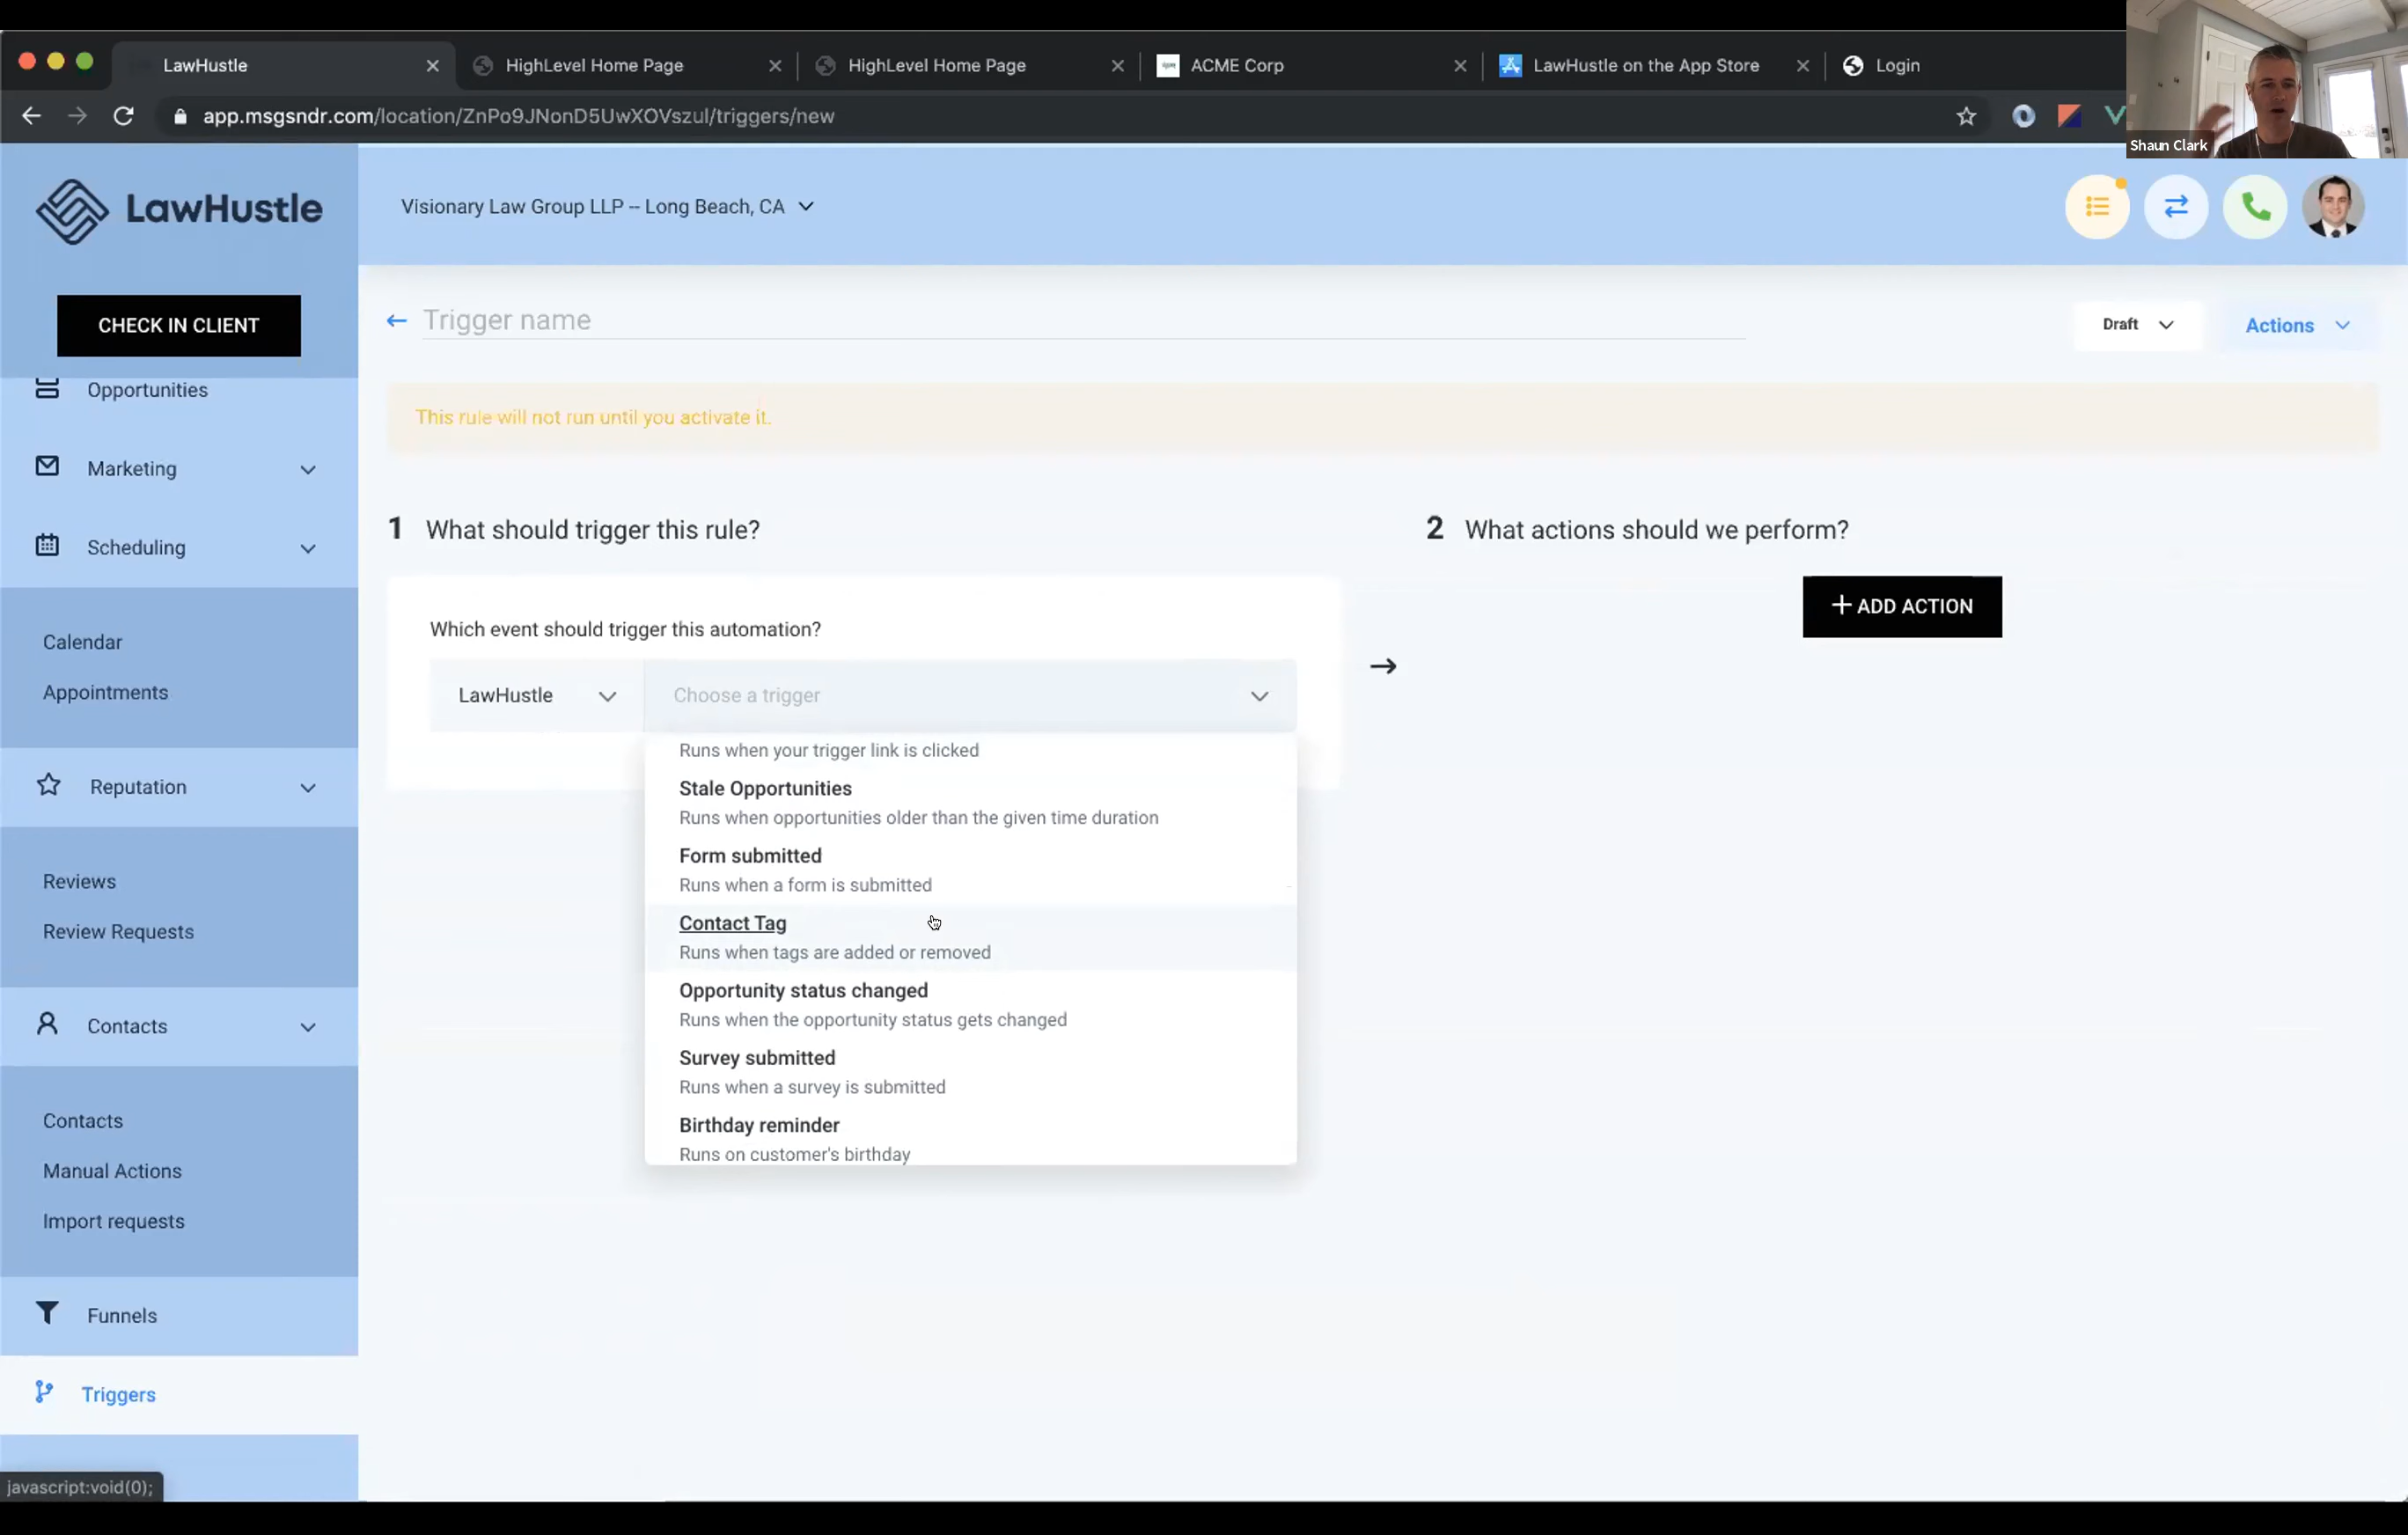 LawHustle
HighLevel Home Page
HighLevel Home Page
ACME Corp
LawHustle on the App Store
Login
app.msgsndr.com/location/ZnPo9JNonD5UwXOVszul/triggers/new
Shaun Clark
LawHustle
Visionary Law Group LLP -- Long Beach, CA
CHECK IN CLIENT
Opportunities
Marketing
Scheduling
Calendar
Appointments
Reputation
Reviews
Review Requests
Contacts
Contacts
Manual Actions
Import requests
Funnels
Triggers
javascript:void(0);
Trigger name
Draft
Actions
This rule will not run until you activate it.
1 What should trigger this rule?
Which event should trigger this automation?
LawHustle
Choose a trigger
Runs when your trigger link is clicked
Stale Opportunities
Runs when opportunities older than the given time duration
Form submitted
Runs when a form is submitted
Contact Tag
Runs when tags are added or removed
Opportunity status changed
Runs when the opportunity status gets changed
Survey submitted
Runs when a survey is submitted
Birthday reminder
Runs on customer's birthday
2 What actions should we perform?
+ ADD ACTION